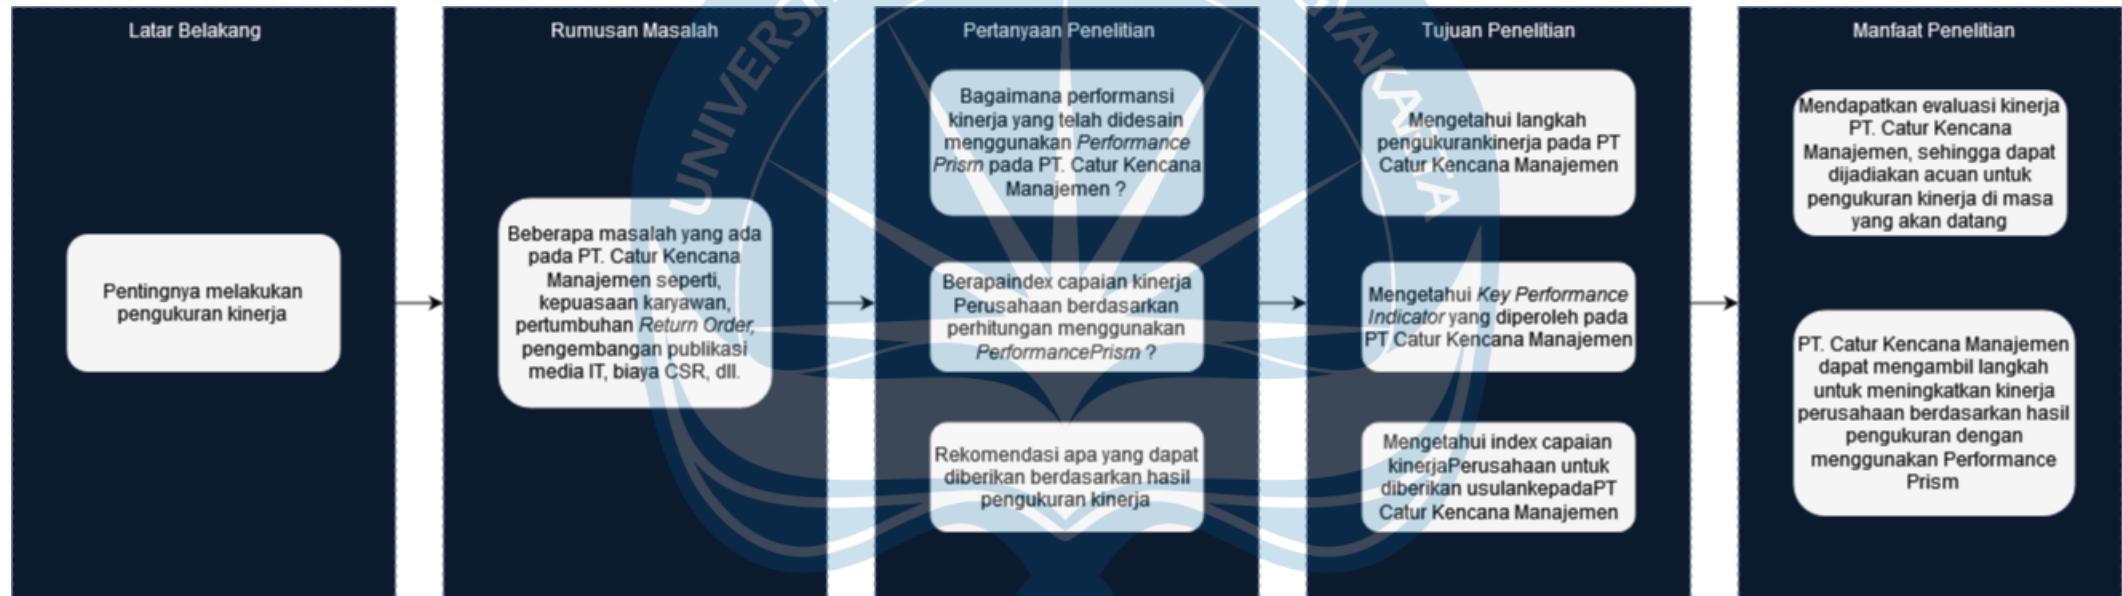 Latar Belakang
Pentingnya melakukan
pengukuran kinerja
Rumusan Masalah
Beberapa masalah yang ada
pada PT. Catur Kencana
Manajemen seperti,
kepuasaan karyawan,
pertumbuhan Return Order,
pengembangan publikasi
media IT, biaya CSR, dll.
Pertanyaan Penelitian
Bagaimana performansi
kinerja yang telah didesain
menggunakan Performance
Prism pada PT. Catur Kencana
Manajemen ?
Berapaindex capaian kinerja
Perusahaan berdasarkan
perhitungan menggunakan
PerformancePrism ?
Rekomendasi apa yang dapat
diberikan berdasarkan hasil
pengukuran kinerja
Tujuan Penelitian
Mengetahui langkah
pengukurankinerja pada PT
Catur Kencana Manajemen
Mengetahui Key Performance
Indicator yang diperoleh pada
PT Catur Kencana Manajemen
Mengetahui index capaian
kinerjaPerusahaan untuk
diberikan usulankepadaPT
Catur Kencana Manajemen
Manfaat Penelitian
Mendapatkan evaluasi kinerja
PT. Catur Kencana
Manajemen, sehingga dapat
dijadiakan acuan untuk
pengukuran kinerja di masa
yang akan datang
PT. Catur Kencana Manajemen
dapat mengambil langkah
untuk meningkatkan kinerja
perusahaan berdasarkan hasil
pengukuran dengan
menggunakan Performance
Prism